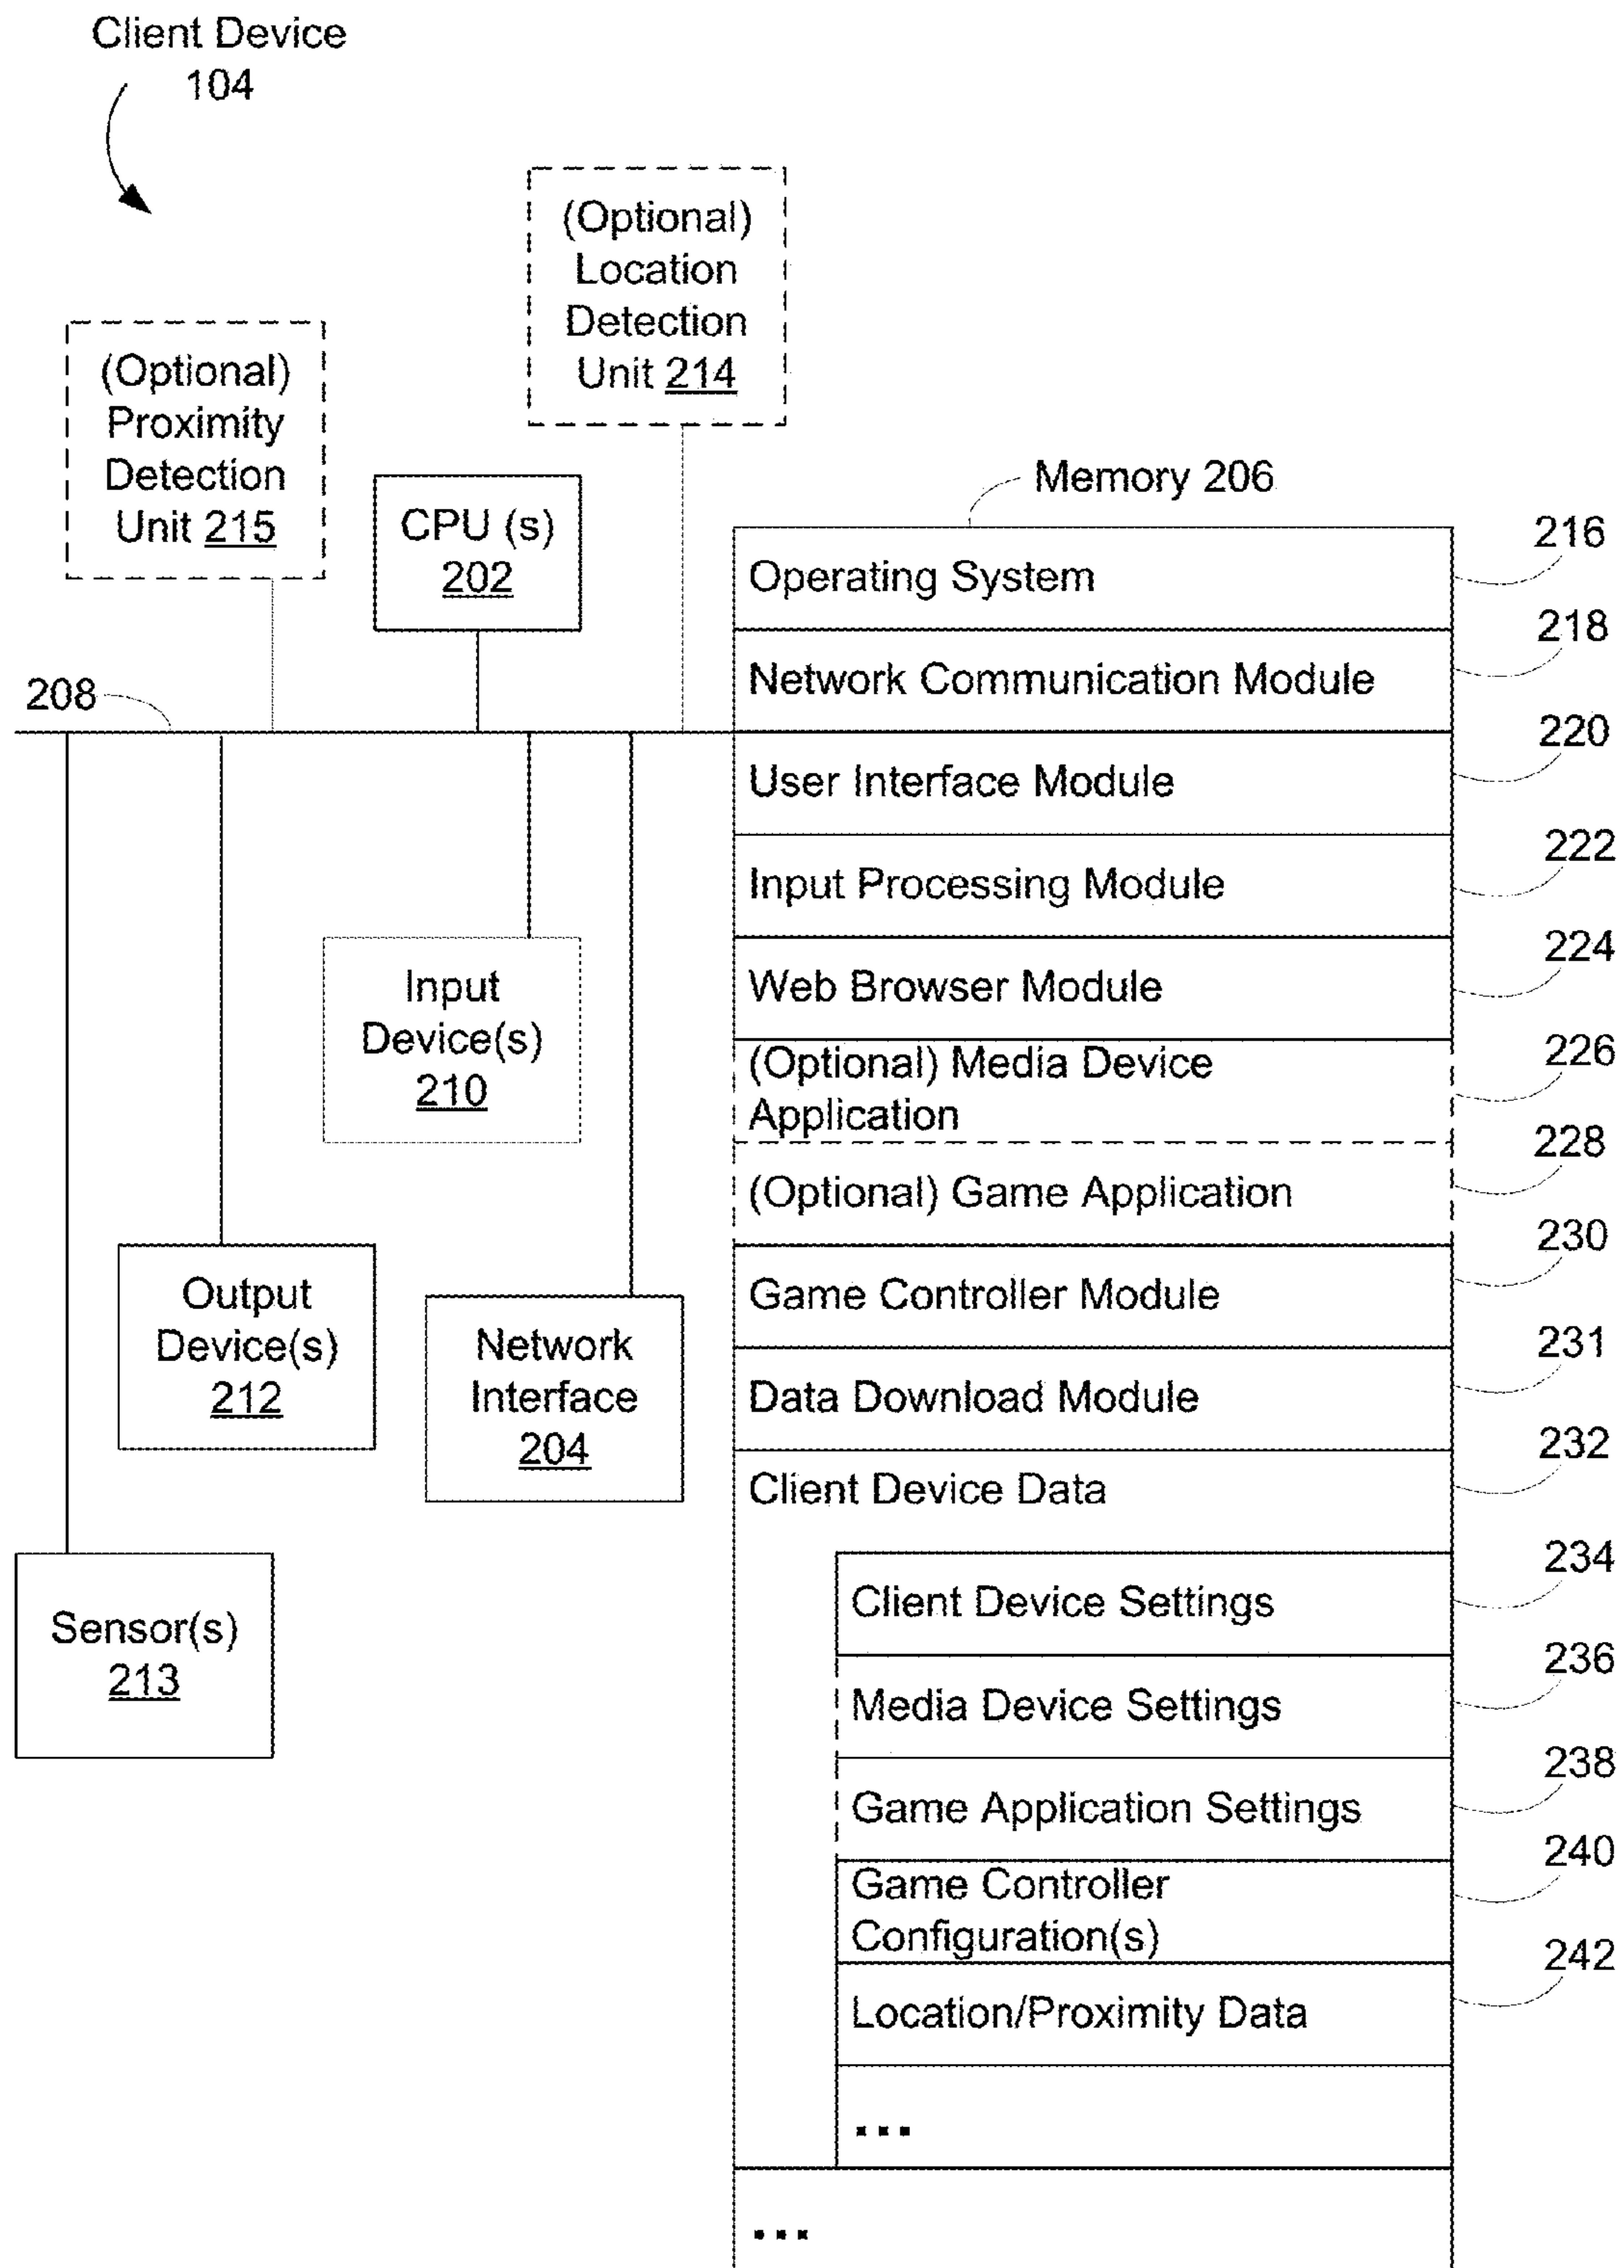 Client Device
104
(Optional)
Location
Detection
Unit 214
(Optional)
Proximity
Detection
Unit 215
CPU (s)
202
208
Input
Device(s)
210
Output
Device(s)
212
Network
Interface
204
Sensor(s)
213
Memory 206
Operating System
216
Network Communication Module
218
User Interface Module
220
Input Processing Module
222
Web Browser Module
224
(Optional) Media Device
Application
226
(Optional) Game Application
228
Game Controller Module
230
Data Download Module
231
Client Device Data
232
Client Device Settings
234
Media Device Settings
236
Game Application Settings
238
Game Controller
Configuration(s)
240
Location/Proximity Data
242
...
...